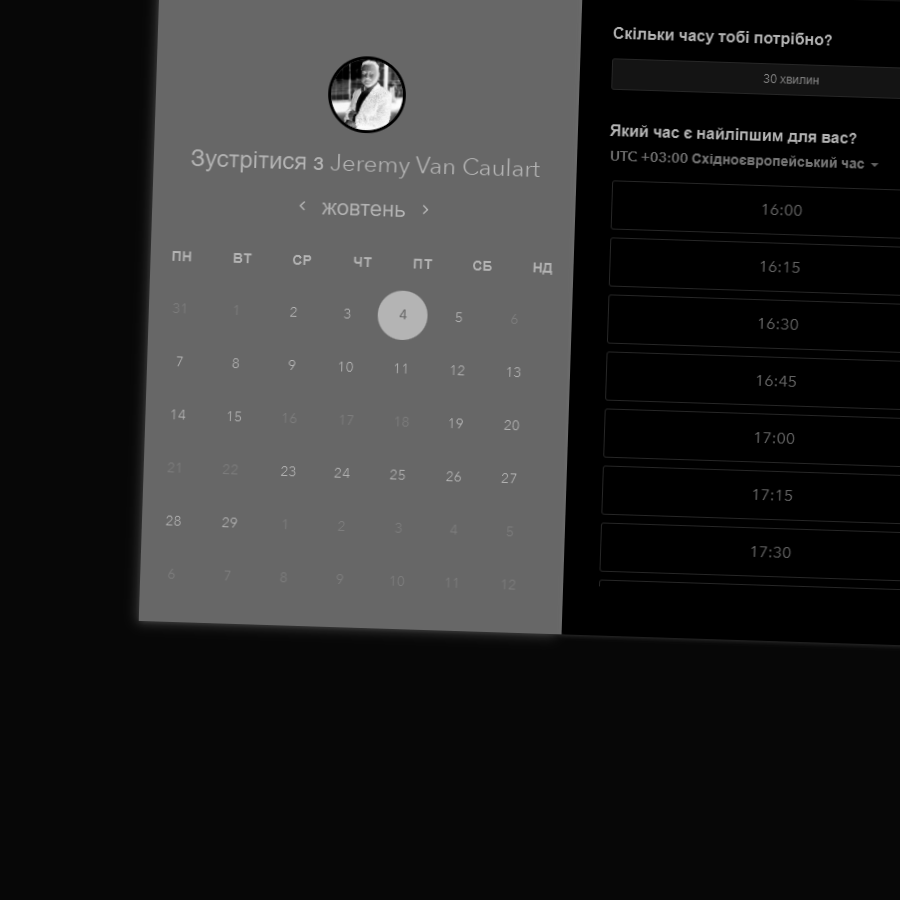 Зустрітися з Jeremy Van Caulart
жовтень
ПН ВТ СР ЧТ ПТ СБ НД
31 1 2 3 4 5 6
7 8 9 10 11 12 13
14 15 16 17 18 19 20
21 22 23 24 25 26 27
28 29 1 2 3 4 5
6 7 8 9 10 11 12
Скільки часу тобі потрібно?
30 хвилин
Який час є найліпшим для вас?
UTC +03:00 Східноєвропейський час
16:00
16:15
16:30
16:45
17:00
17:15
17:30